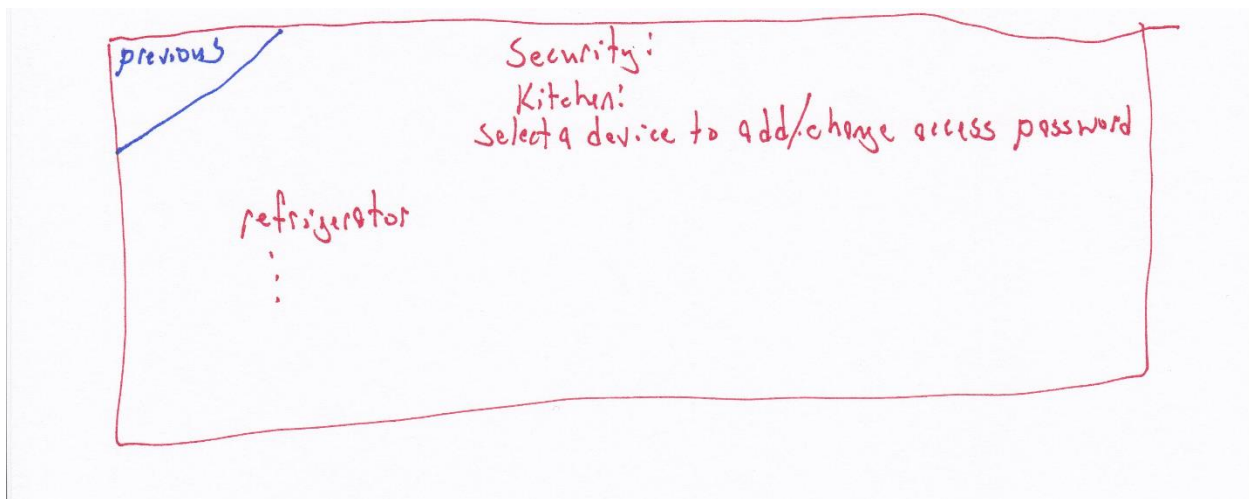 previous
Security:
Kitchen:
Select a device to add/change access password
refrigerator